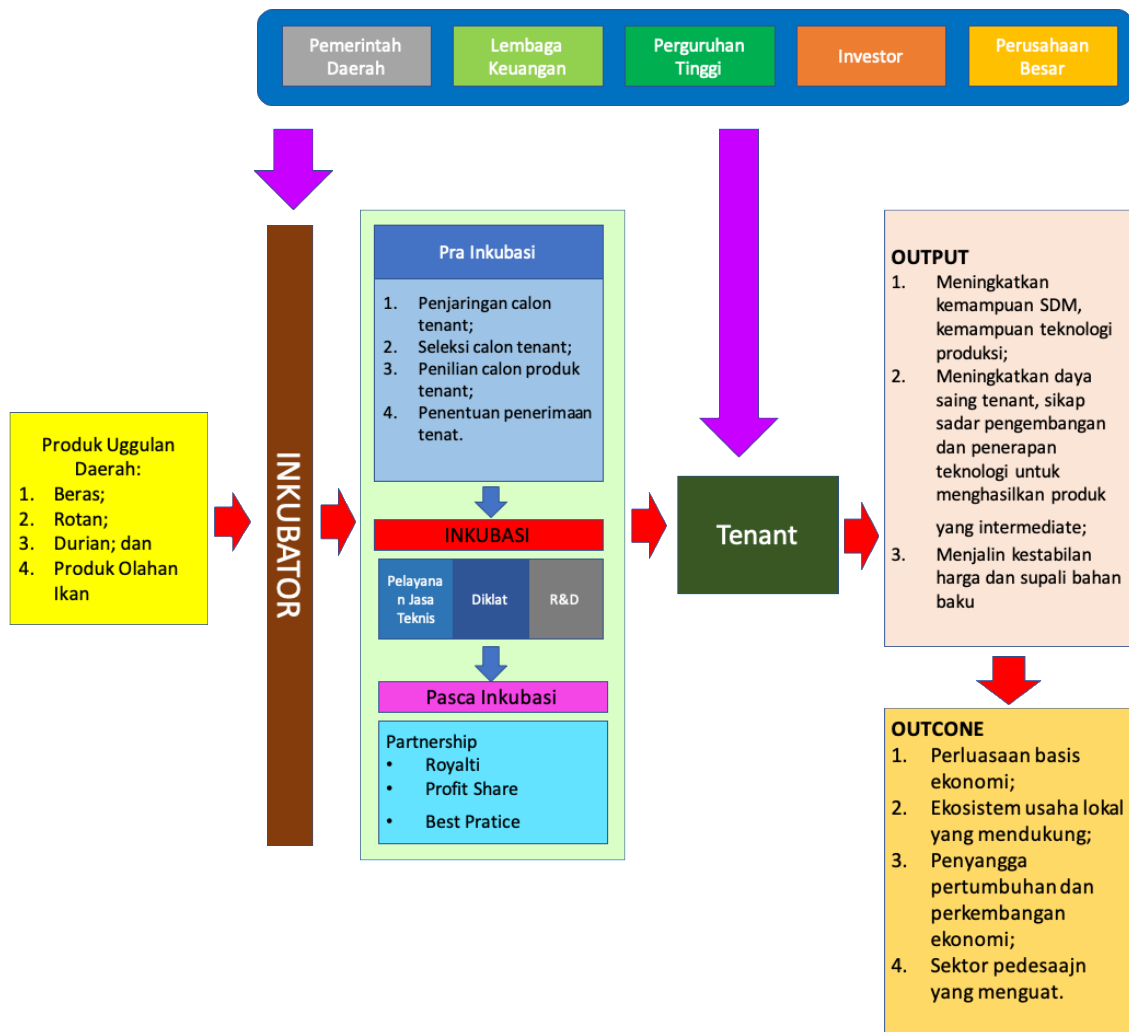 Pemerintah
Daerah
Lembaga
Keuangan
Perguruhan
Tinggi
Investor
Perusahaan
Besar
Produk Uggulan
Daerah:
1. Beras;
2. Rotan;
3. Durian; dan
4. Produk Olahan
Ikan
INKUBATOR
Pra Inkubasi
1. Penjaringan calon
tenant;
2. Seleksi calon tenant;
3. Penilian calon produk
tenant;
4. Penentuan penerimaan
tenat.
INKUBASI
Pelayana
n Jasa
Teknis
Diklat
R&D
Pasca Inkubasi
Partnership
• Royalti
• Profit Share
• Best Pratice
Tenant
OUTPUT
1. Meningkatkan
kemampuan SDM,
kemampuan teknologi
produksi;
2. Meningkatkan daya
saing tenant, sikap
sadar pengembangan
dan penerapan
teknologi untuk
menghasilkan produk
yang intermediate;
3. Menjalin kestabilan
harga dan supali bahan
baku
OUTCONE
1. Perluasaan basis
ekonomi;
2. Ekosistem usaha lokal
yang mendukung;
3. Penyangga
pertumbuhan dan
perkembangan
ekonomi;
4. Sektor pedesaajn
yang menguat.